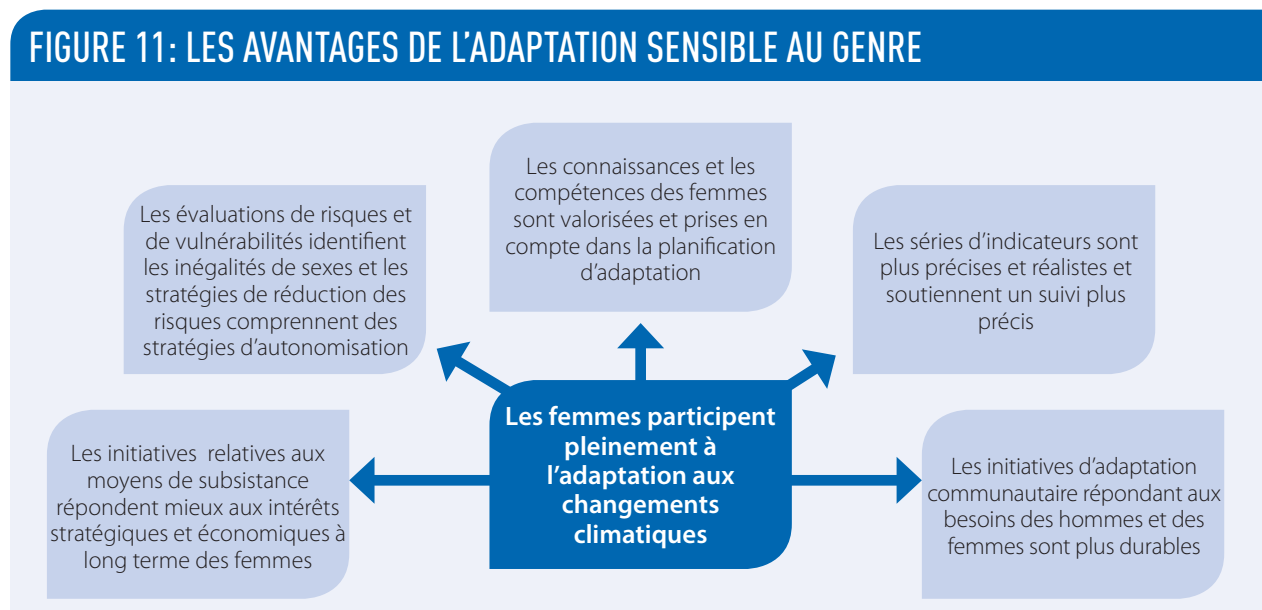 FIGURE 11: LES AVANTAGES DE L'ADAPTATION SENSIBLE AU GENRE
Les connaissances et les
compétences des femmes
sont valorisées et prises en
compte dans la planification
d'adaptation
Les évaluations de risques et
de vulnérabilités identifient
les inégalités de sexes et les
stratégies de réduction des
risques comprennent des
stratégies d'autonomisation
Les séries d'indicateurs sont
plus précises et réalistes et
soutiennent un suivi plus
précis
Les femmes participent
pleinement à
l'adaptation aux
changements
climatiques
Les initiatives relatives aux
moyens de subsistance
répondent mieux aux intérêts
stratégiques et économiques à
long terme des femmes
Les initiatives d'adaptation
communautaire répondant aux
besoins des hommes et des
femmes sont plus durables